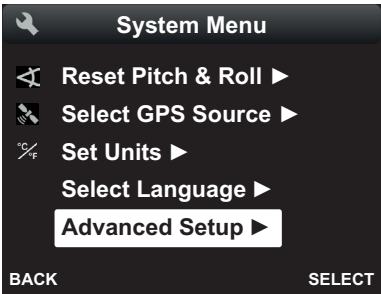 System Menu
Reset Pitch & Roll ►
Select GPS Source ►
°C/°F Set Units ►
Select Language ►
Advanced Setup ►
BACK SELECT